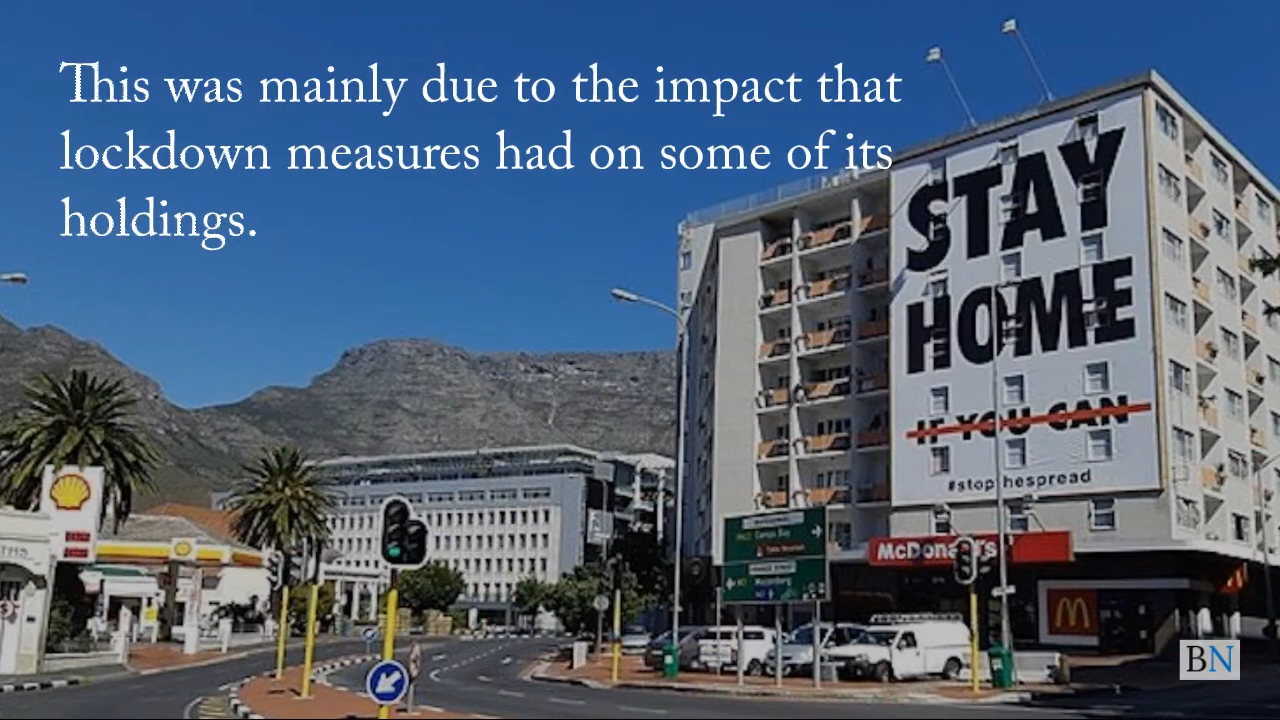 This was mainly due to the impact that
lockdown measures had on some of its
holdings.
STAY
HOME
IF YOU CAN
#stopthespread
McDonald's
BN